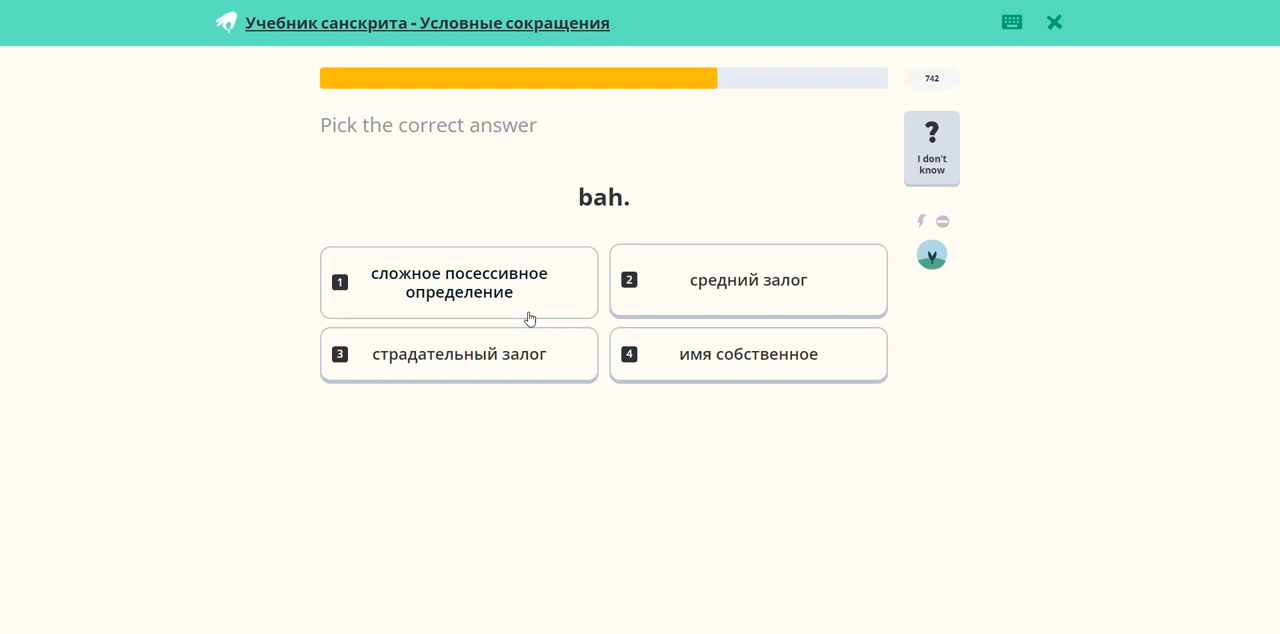 Учебник санскрита - Условные сокращения
742
Pick the correct answer
?
I don't
know
bah.
1
сложное посессивное
определение
2
средний залог
3
страдательный залог
4
имя собственное